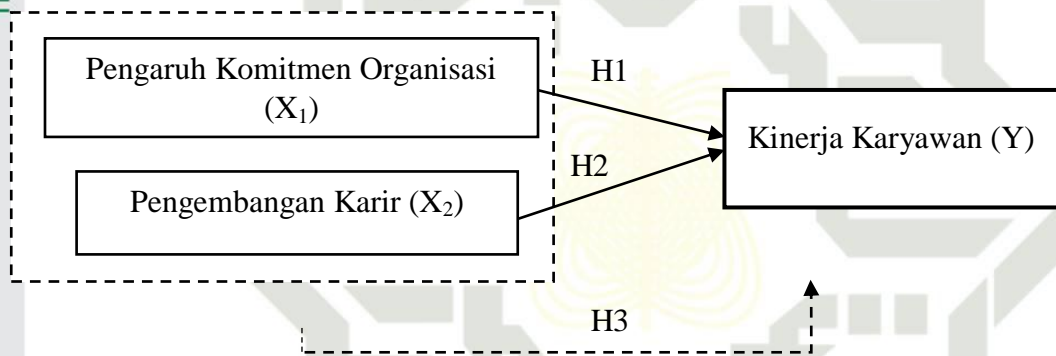 Pengaruh Komitmen Organisasi
(X₁)
H1
Kinerja Karyawan (Y)
H2
Pengembangan Karir (X₂)
H3